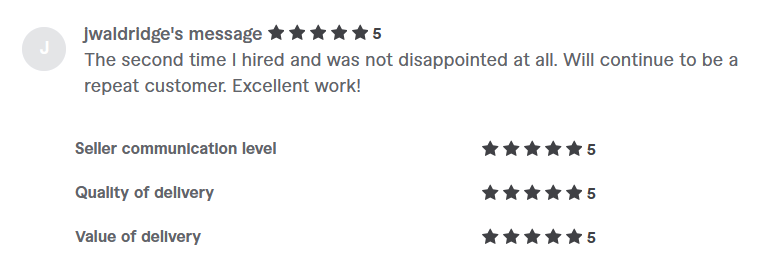 J
jwaldridge's message ★★★★★ 5
The second time I hired and was not disappointed at all. Will continue to be a
repeat customer. Excellent work!
Seller communication level ★★★★★ 5
Quality of delivery ★★★★★ 5
Value of delivery ★★★★★ 5